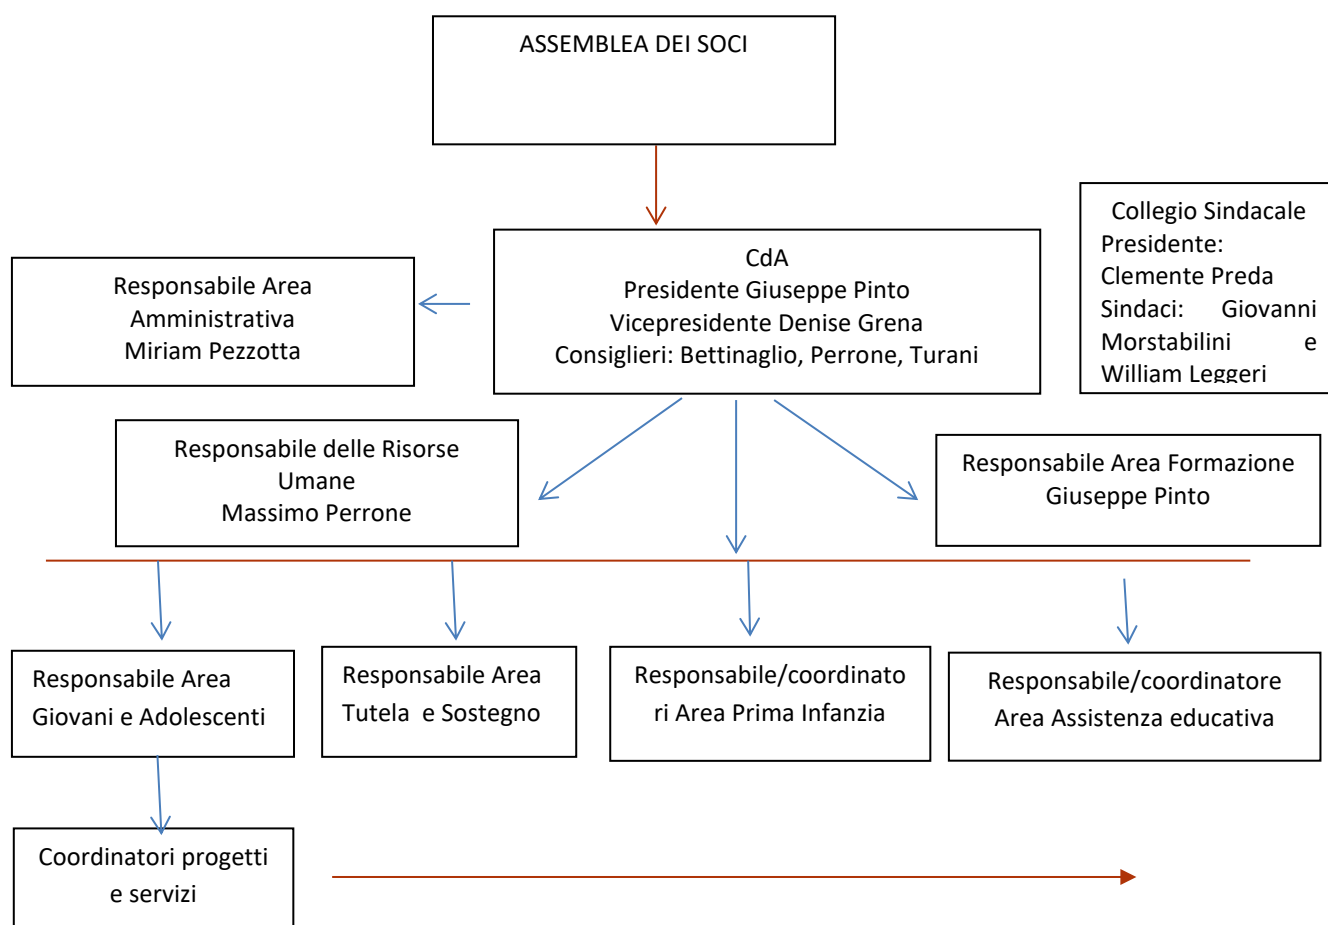 ASSEMBLEA DEI SOCI
Collegio Sindacale
Presidente:
Clemente Preda
Sindaci: Giovanni
Morstabilini e
William Leggeri
CdA
Presidente Giuseppe Pinto
Vicepresidente Denise Grena
Consiglieri: Bettinaglio, Perrone, Turani
Responsabile Area
Amministrativa
Miriam Pezzotta
Responsabile delle Risorse
Umane
Massimo Perrone
Responsabile Area Formazione
Giuseppe Pinto
Responsabile Area
Giovani e Adolescenti
Responsabile Area
Tutela e Sostegno
Responsabile/coordinato
ri Area Prima Infanzia
Responsabile/coordinatore
Area Assistenza educativa
Coordinatori progetti
e servizi